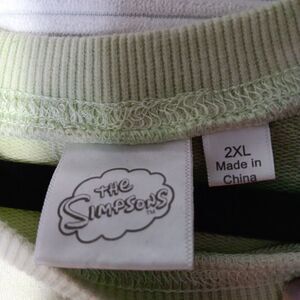 THE
SIMPSONS
TM
2XL
Made in
China